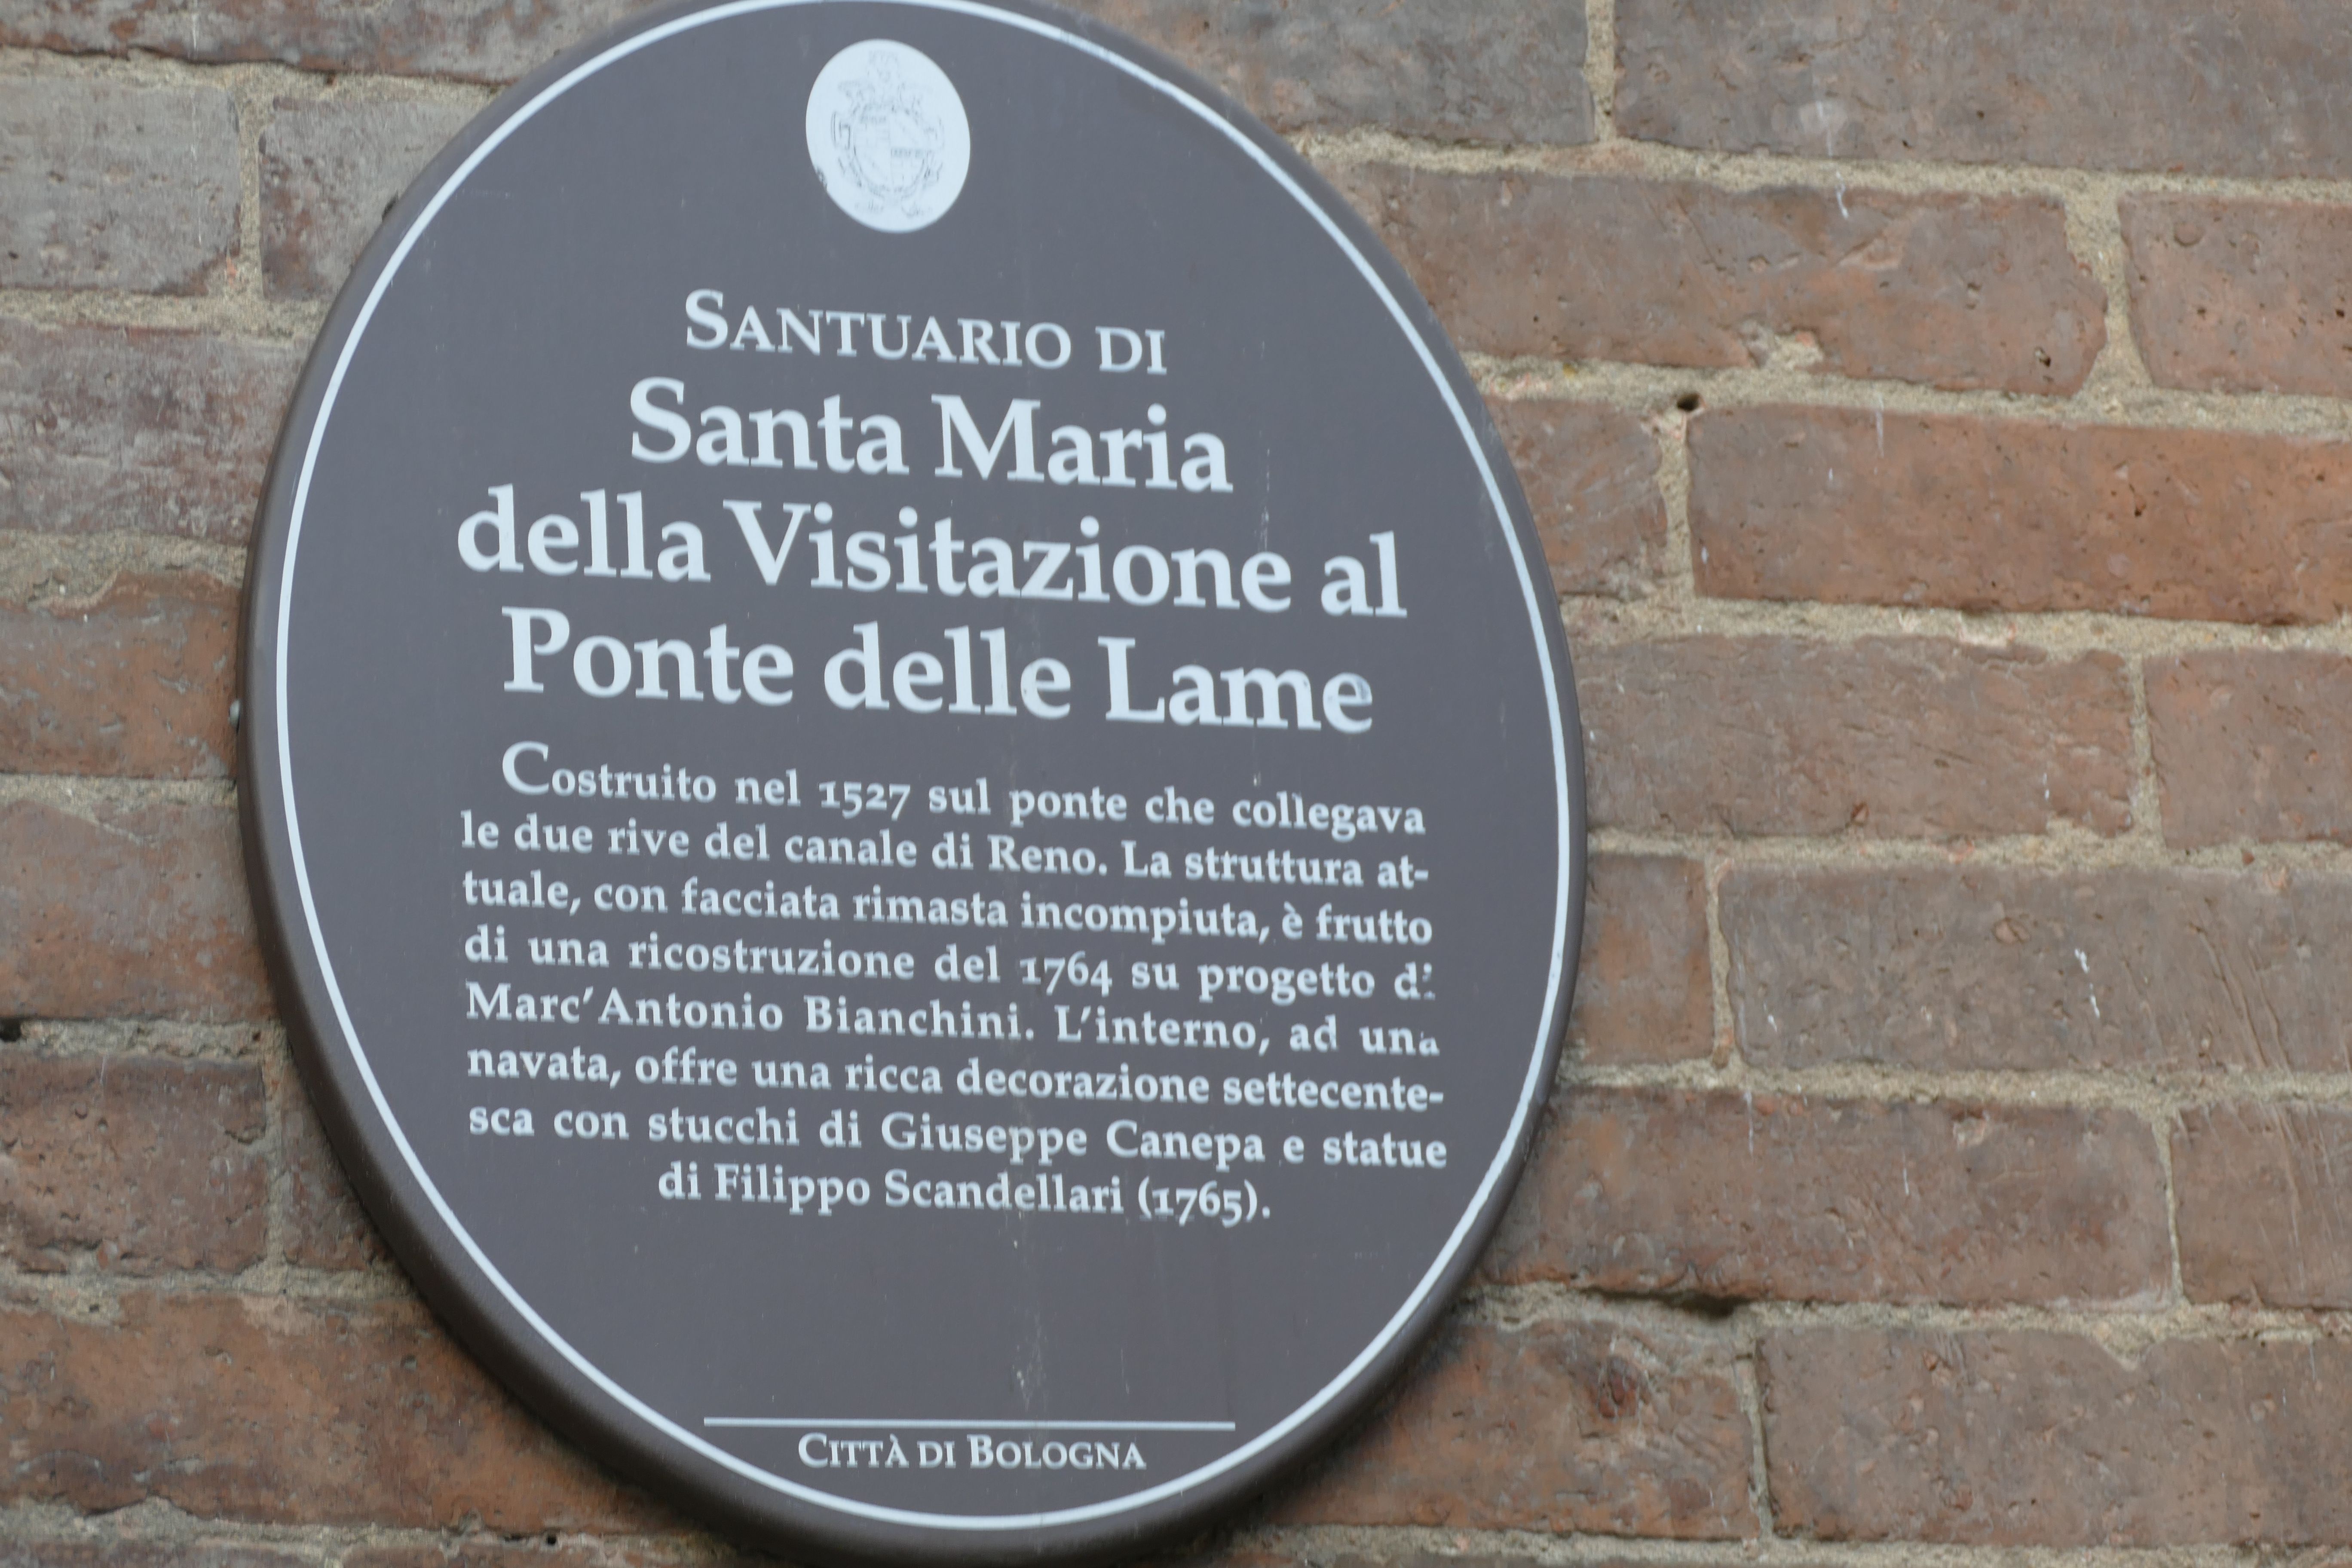 SANTUARIO DI
Santa Maria
della Visitazione al
Ponte delle Lame
Costruito nel 1527 sul ponte che collegava
le due rive del canale di Reno. La struttura at-
tuale, con facciata rimasta incompiuta, è frutto
di una ricostruzione del 1764 su progetto di
Marc'Antonio Bianchini. L'interno, ad una
navata, offre una ricca decorazione settecente-
sca con stucchi di Giuseppe Canepa e statue
di Filippo Scandellari (1765).
CITTÀ DI BOLOGNA